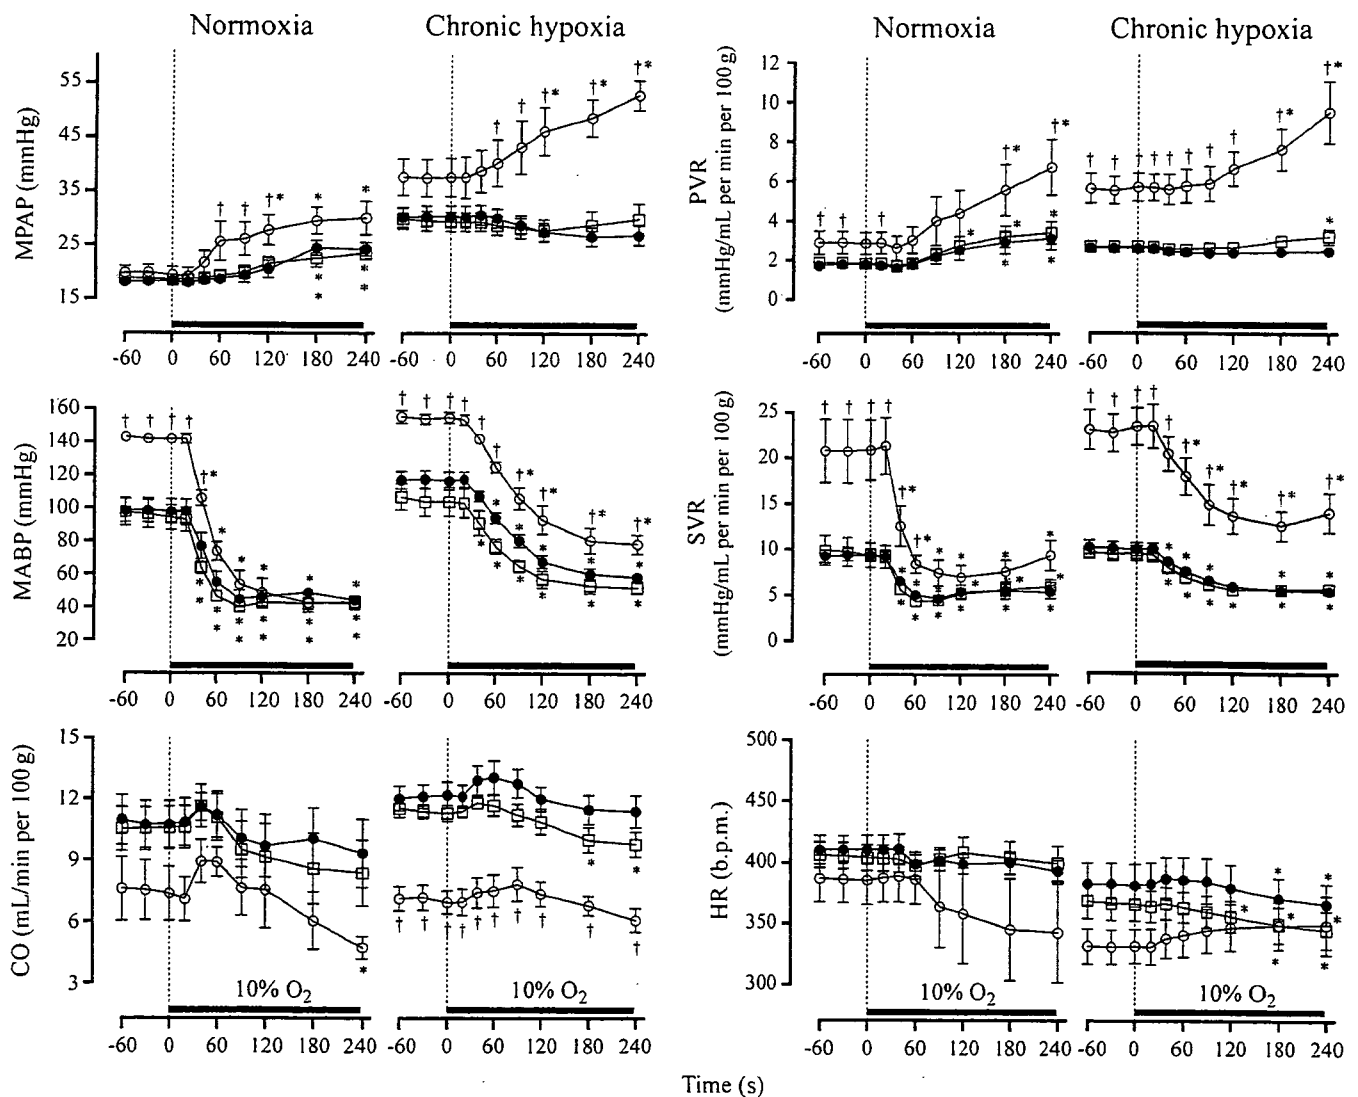 Normoxia
Chronic hypoxia
Normoxia
Chronic hypoxia
MPAP (mmHg)
55
45
35
25
15
-60 0 60 120 180 240
-60 0 60 120 180 240
PVR
(mmHg/mL per min per 100 g)
12
10
8
6
4
2
0
-60 0 60 120 180 240
-60 0 60 120 180 240
MABP (mmHg)
160
140
120
100
80
60
40
20
-60 0 60 120 180 240
-60 0 60 120 180 240
SVR
(mmHg/mL per min per 100 g)
25
20
15
10
5
0
-60 0 60 120 180 240
-60 0 60 120 180 240
CO (mL/min per 100 g)
15
12
9
6
3
10% O₂
10% O₂
-60 0 60 120 180 240
-60 0 60 120 180 240
HR (b.p.m.)
500
450
400
350
300
10% O₂
10% O₂
-60 0 60 120 180 240
-60 0 60 120 180 240
Time (s)